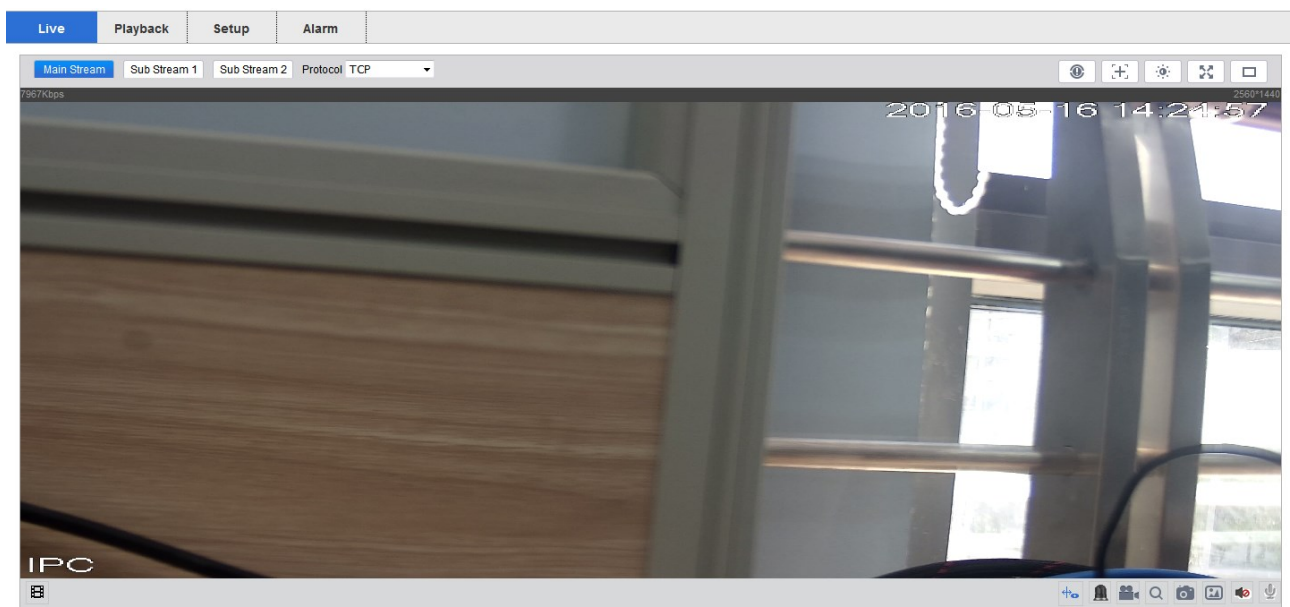 Live Playback Setup Alarm
Main Stream Sub Stream 1 Sub Stream 2 Protocol TCP
7967Kbps 2560*1440
2016-05-16 14:24:57
IPC